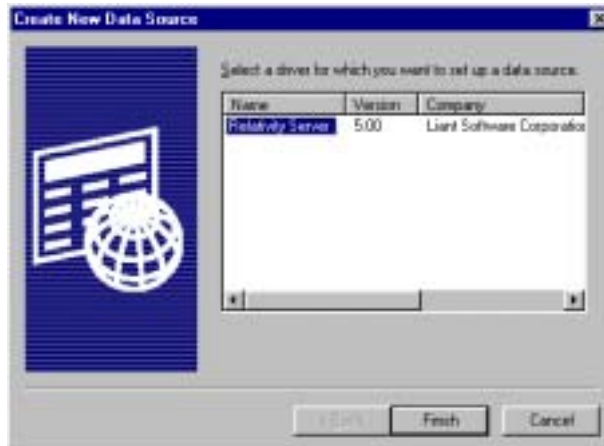 Create New Data Source
Select a driver for which you want to set up a data source.
Name Version Company
Relativity Server 5.00 Liant Software Corporation
< Back Finish Cancel